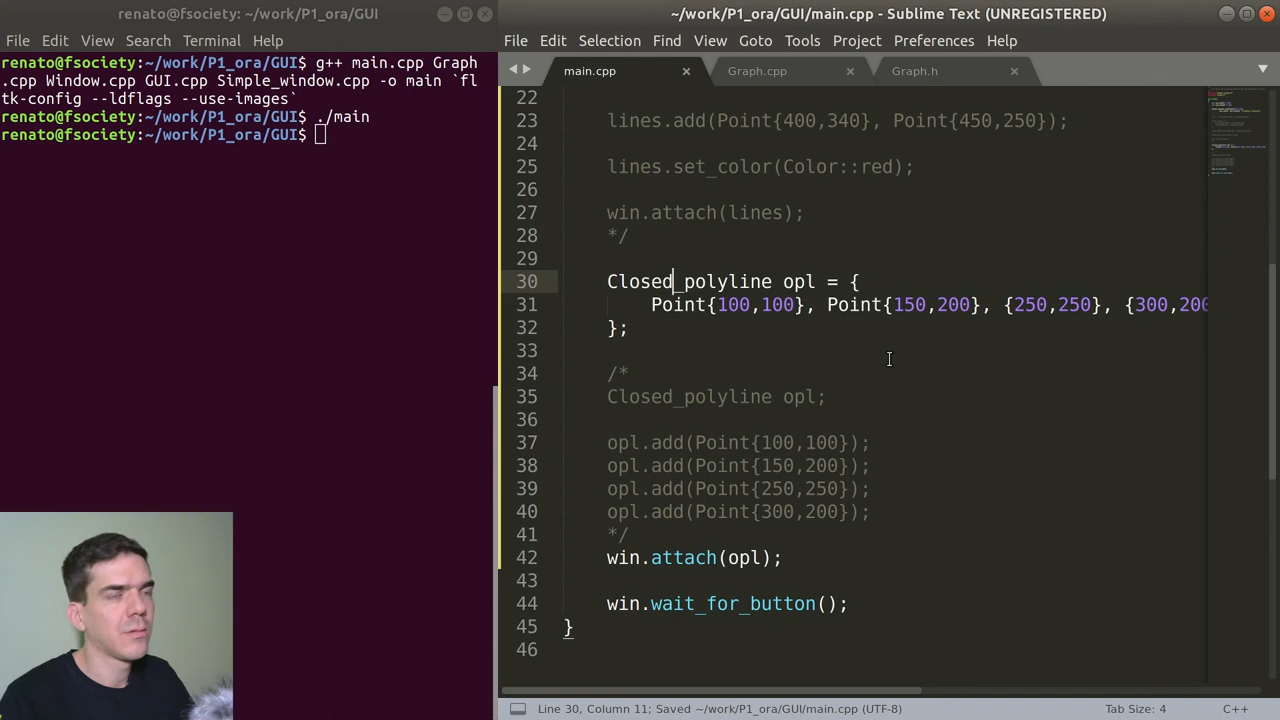 renato@fsociety: ~/work/P1_ora/GUI
File Edit View Search Terminal Help
renato@fsociety:~/work/P1_ora/GUI$ g++ main.cpp Graph
.cpp Window.cpp GUI.cpp Simple_window.cpp -o main `fl
tk-config --ldflags --use-images`
renato@fsociety:~/work/P1_ora/GUI$ ./main
renato@fsociety:~/work/P1_ora/GUI$
~/work/P1_ora/GUI/main.cpp - Sublime Text (UNREGISTERED)
File Edit Selection Find View Goto Tools Project Preferences Help
main.cpp Graph.cpp Graph.h
22
23 lines.add(Point{400,340}, Point{450,250});
24
25 lines.set_color(Color::red);
26
27 win.attach(lines);
28 */
29
30 Closed_polyline opl = {
31 Point{100,100}, Point{150,200}, {250,250}, {300,200
32 };
33
34 /*
35 Closed_polyline opl;
36
37 opl.add(Point{100,100});
38 opl.add(Point{150,200});
39 opl.add(Point{250,250});
40 opl.add(Point{300,200});
41 */
42 win.attach(opl);
43
44 win.wait_for_button();
45 }
46
Line 30, Column 11; Saved ~/work/P1_ora/GUI/main.cpp (UTF-8) Tab Size: 4 C++